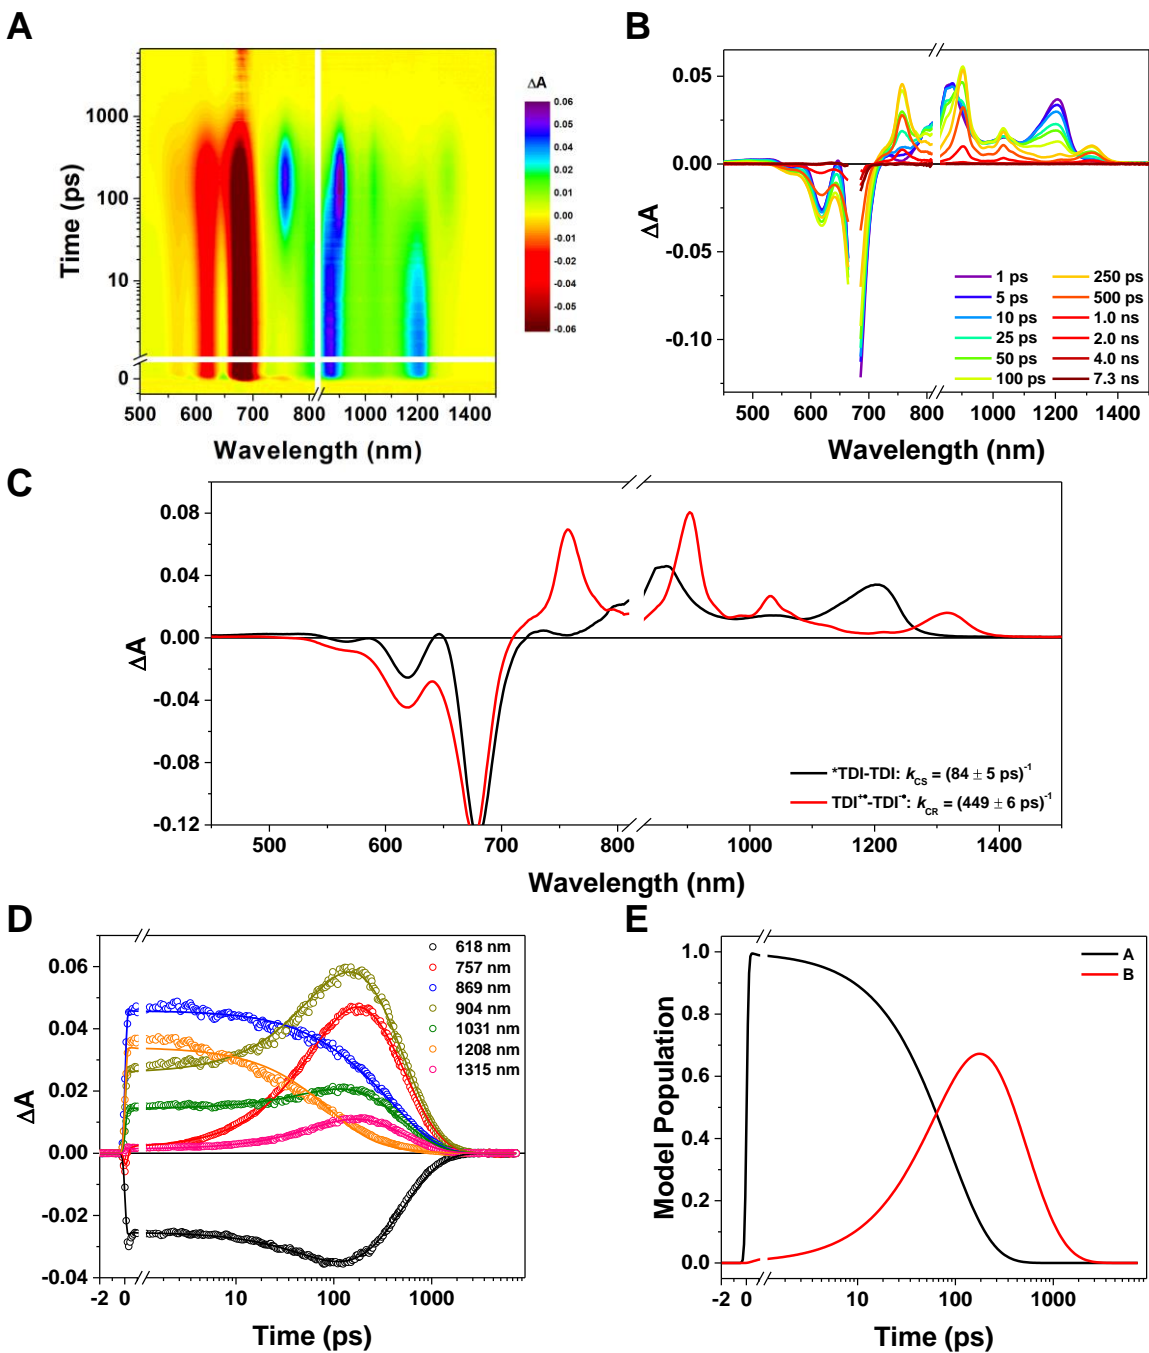 A
B
ΔA
0.06
0.05
0.04
0.03
0.02
0.01
0.00
-0.01
-0.02
-0.03
-0.04
-0.05
-0.06
1000
100
10
0
Time (ps)
500 600 700 800 900 1000 1200 1400
Wavelength (nm)
0.05
0.00
-0.05
-0.10
ΔA
1 ps 250 ps
5 ps 500 ps
10 ps 1.0 ns
25 ps 2.0 ns
50 ps 4.0 ns
100 ps 7.3 ns
500 600 700 800 1000 1200 1400
Wavelength (nm)
C
0.08
0.04
0.00
-0.04
-0.08
-0.12
ΔA
*TDI-TDI: kCS = (84 ± 5 ps)-1
TDI+•-TDI-•: kCR = (449 ± 6 ps)-1
500 600 700 800 1000 1200 1400
Wavelength (nm)
D
0.06
0.04
0.02
0.00
-0.02
-0.04
ΔA
618 nm
757 nm
869 nm
904 nm
1031 nm
1208 nm
1315 nm
-2 0 10 100 1000
Time (ps)
E
1.0
0.8
0.6
0.4
0.2
0.0
Model Population
A
B
-2 0 10 100 1000
Time (ps)